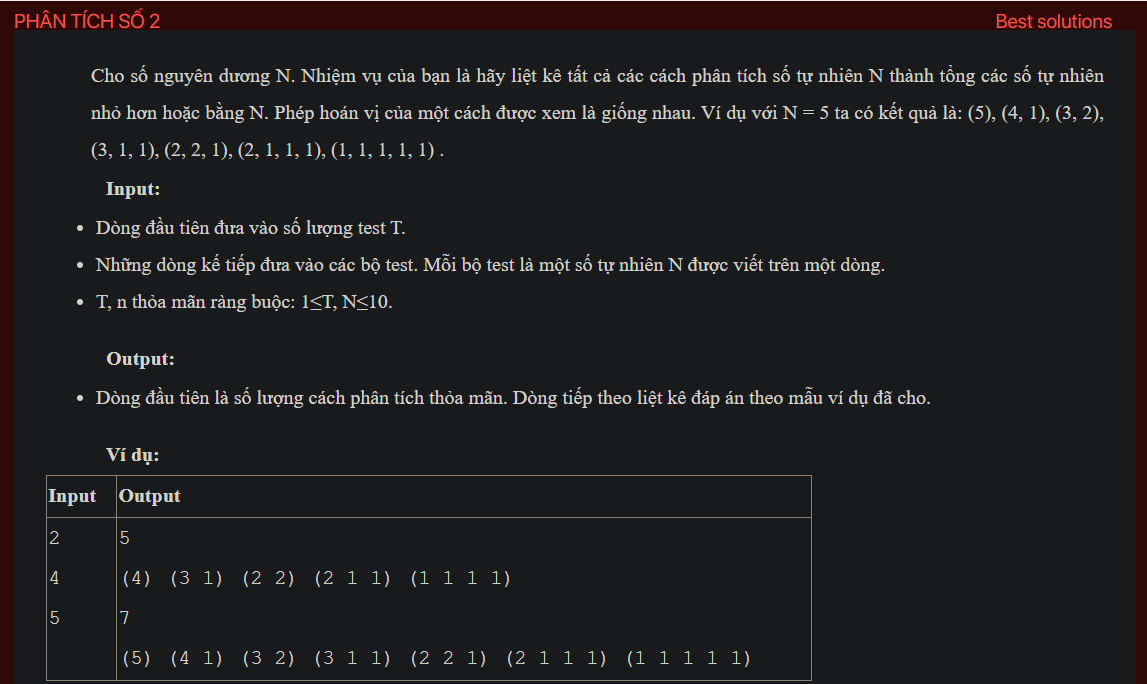 PHÂN TÍCH SỐ 2
Best solutions
Cho số nguyên dương N. Nhiệm vụ của bạn là hãy liệt kê tất cả các cách phân tích số tự nhiên N thành tổng các số tự nhiên
nhỏ hơn hoặc bằng N. Phép hoán vị của một cách được xem là giống nhau. Ví dụ với N = 5 ta có kết quả là: (5), (4, 1), (3, 2),
(3, 1, 1), (2, 2, 1), (2, 1, 1, 1), (1, 1, 1, 1, 1) .
Input:
• Dòng đầu tiên đưa vào số lượng test T.
• Những dòng kế tiếp đưa vào các bộ test. Mỗi bộ test là một số tự nhiên N được viết trên một dòng.
• T, n thỏa mãn ràng buộc: 1≤T, N≤10.
Output:
• Dòng đầu tiên là số lượng cách phân tích thỏa mãn. Dòng tiếp theo liệt kê đáp án theo mẫu ví dụ đã cho.
Ví dụ:
Input Output
2 5
4 (4) (3 1) (2 2) (2 1 1) (1 1 1 1)
5 7
(5) (4 1) (3 2) (3 1 1) (2 2 1) (2 1 1 1) (1 1 1 1 1)